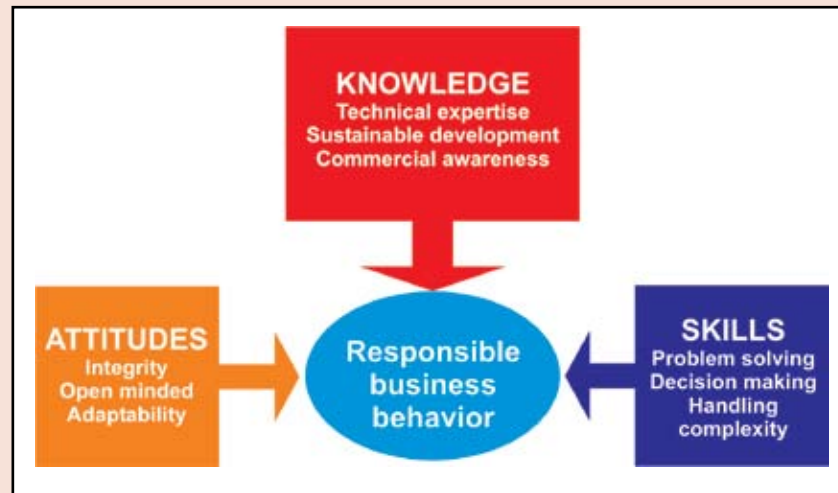 KNOWLEDGE
Technical expertise
Sustainable development
Commercial awareness
ATTITUDES
Integrity
Open minded
Adaptability
Responsible
business
behavior
SKILLS
Problem solving
Decision making
Handling
complexity